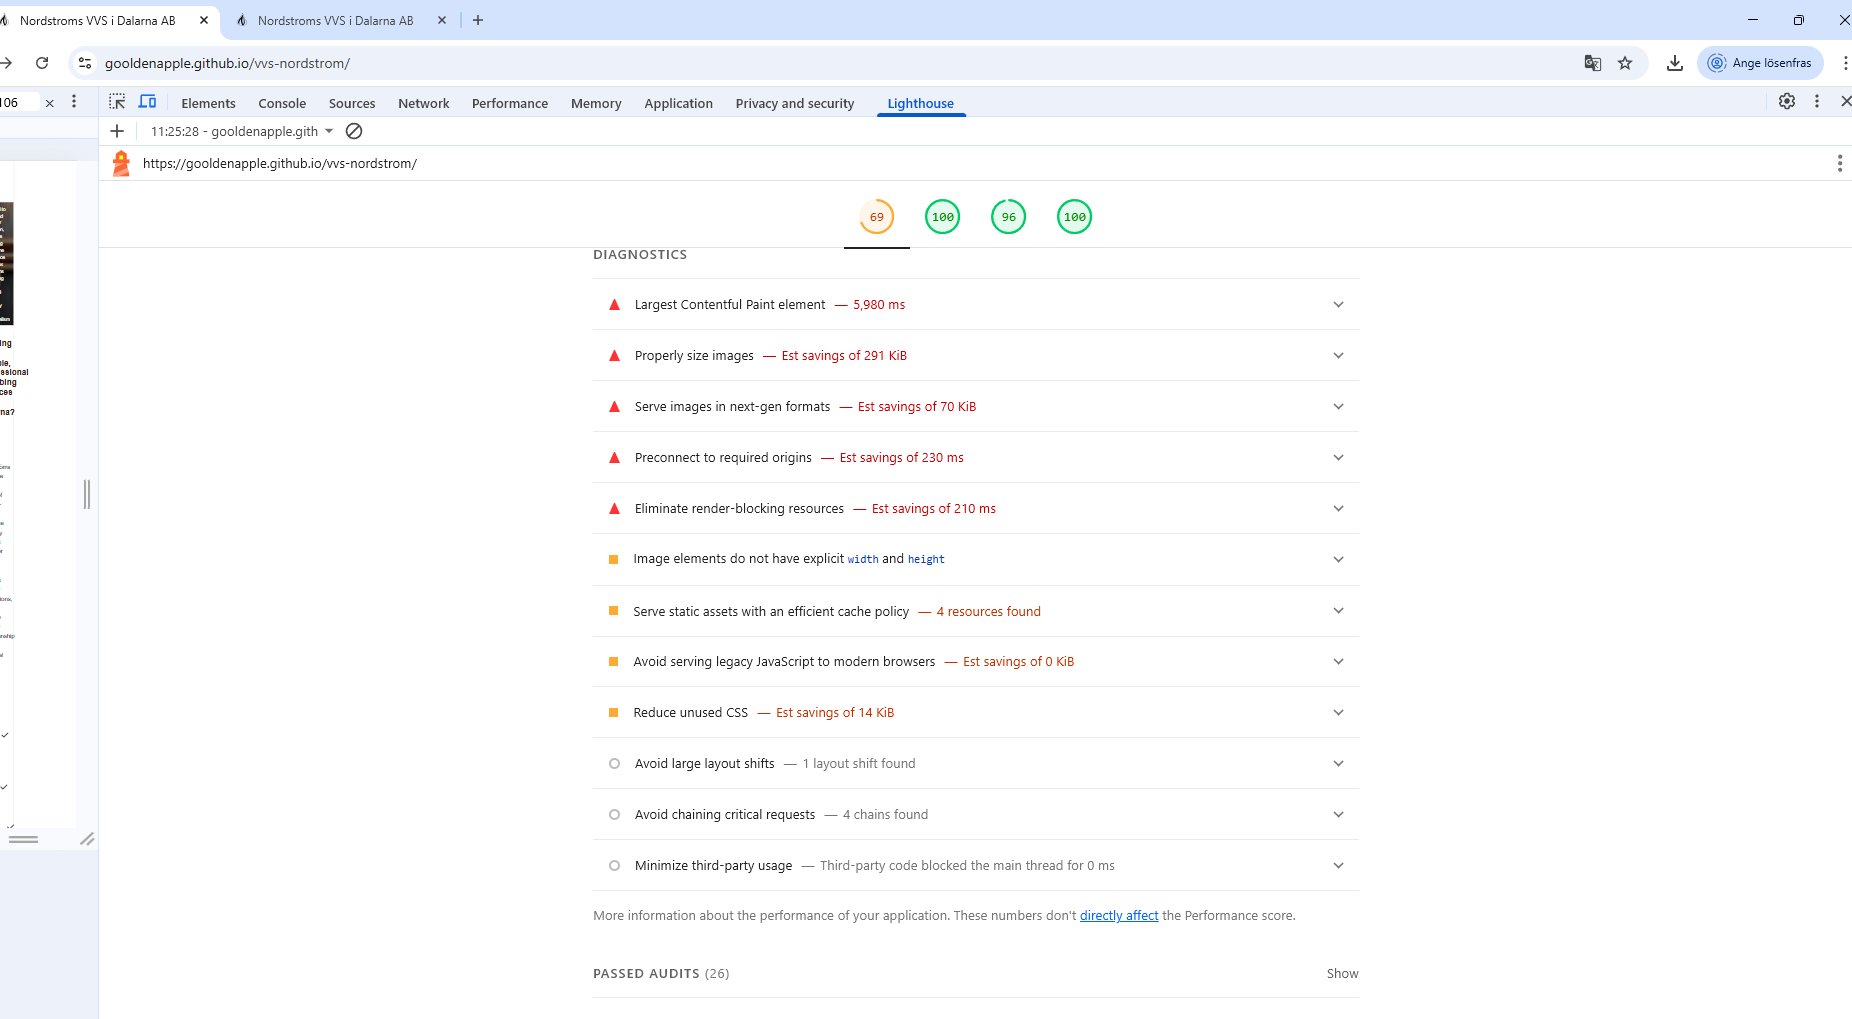 Nordstroms VVS i Dalarna AB
Nordstroms VVS i Dalarna AB
gooldenapple.github.io/vvs-nordstrom/
Ange lösenfras
106
Elements Console Sources Network Performance Memory Application Privacy and security Lighthouse
11:25:28 - gooldenapple.gith
https://gooldenapple.github.io/vvs-nordstrom/
69 100 96 100
DIAGNOSTICS
Largest Contentful Paint element — 5,980 ms
Properly size images — Est savings of 291 KiB
Serve images in next-gen formats — Est savings of 70 KiB
Preconnect to required origins — Est savings of 230 ms
Eliminate render-blocking resources — Est savings of 210 ms
Image elements do not have explicit width and height
Serve static assets with an efficient cache policy — 4 resources found
Avoid serving legacy JavaScript to modern browsers — Est savings of 0 KiB
Reduce unused CSS — Est savings of 14 KiB
Avoid large layout shifts — 1 layout shift found
Avoid chaining critical requests — 4 chains found
Minimize third-party usage — Third-party code blocked the main thread for 0 ms
More information about the performance of your application. These numbers don't directly affect the Performance score.
PASSED AUDITS (26)
Show